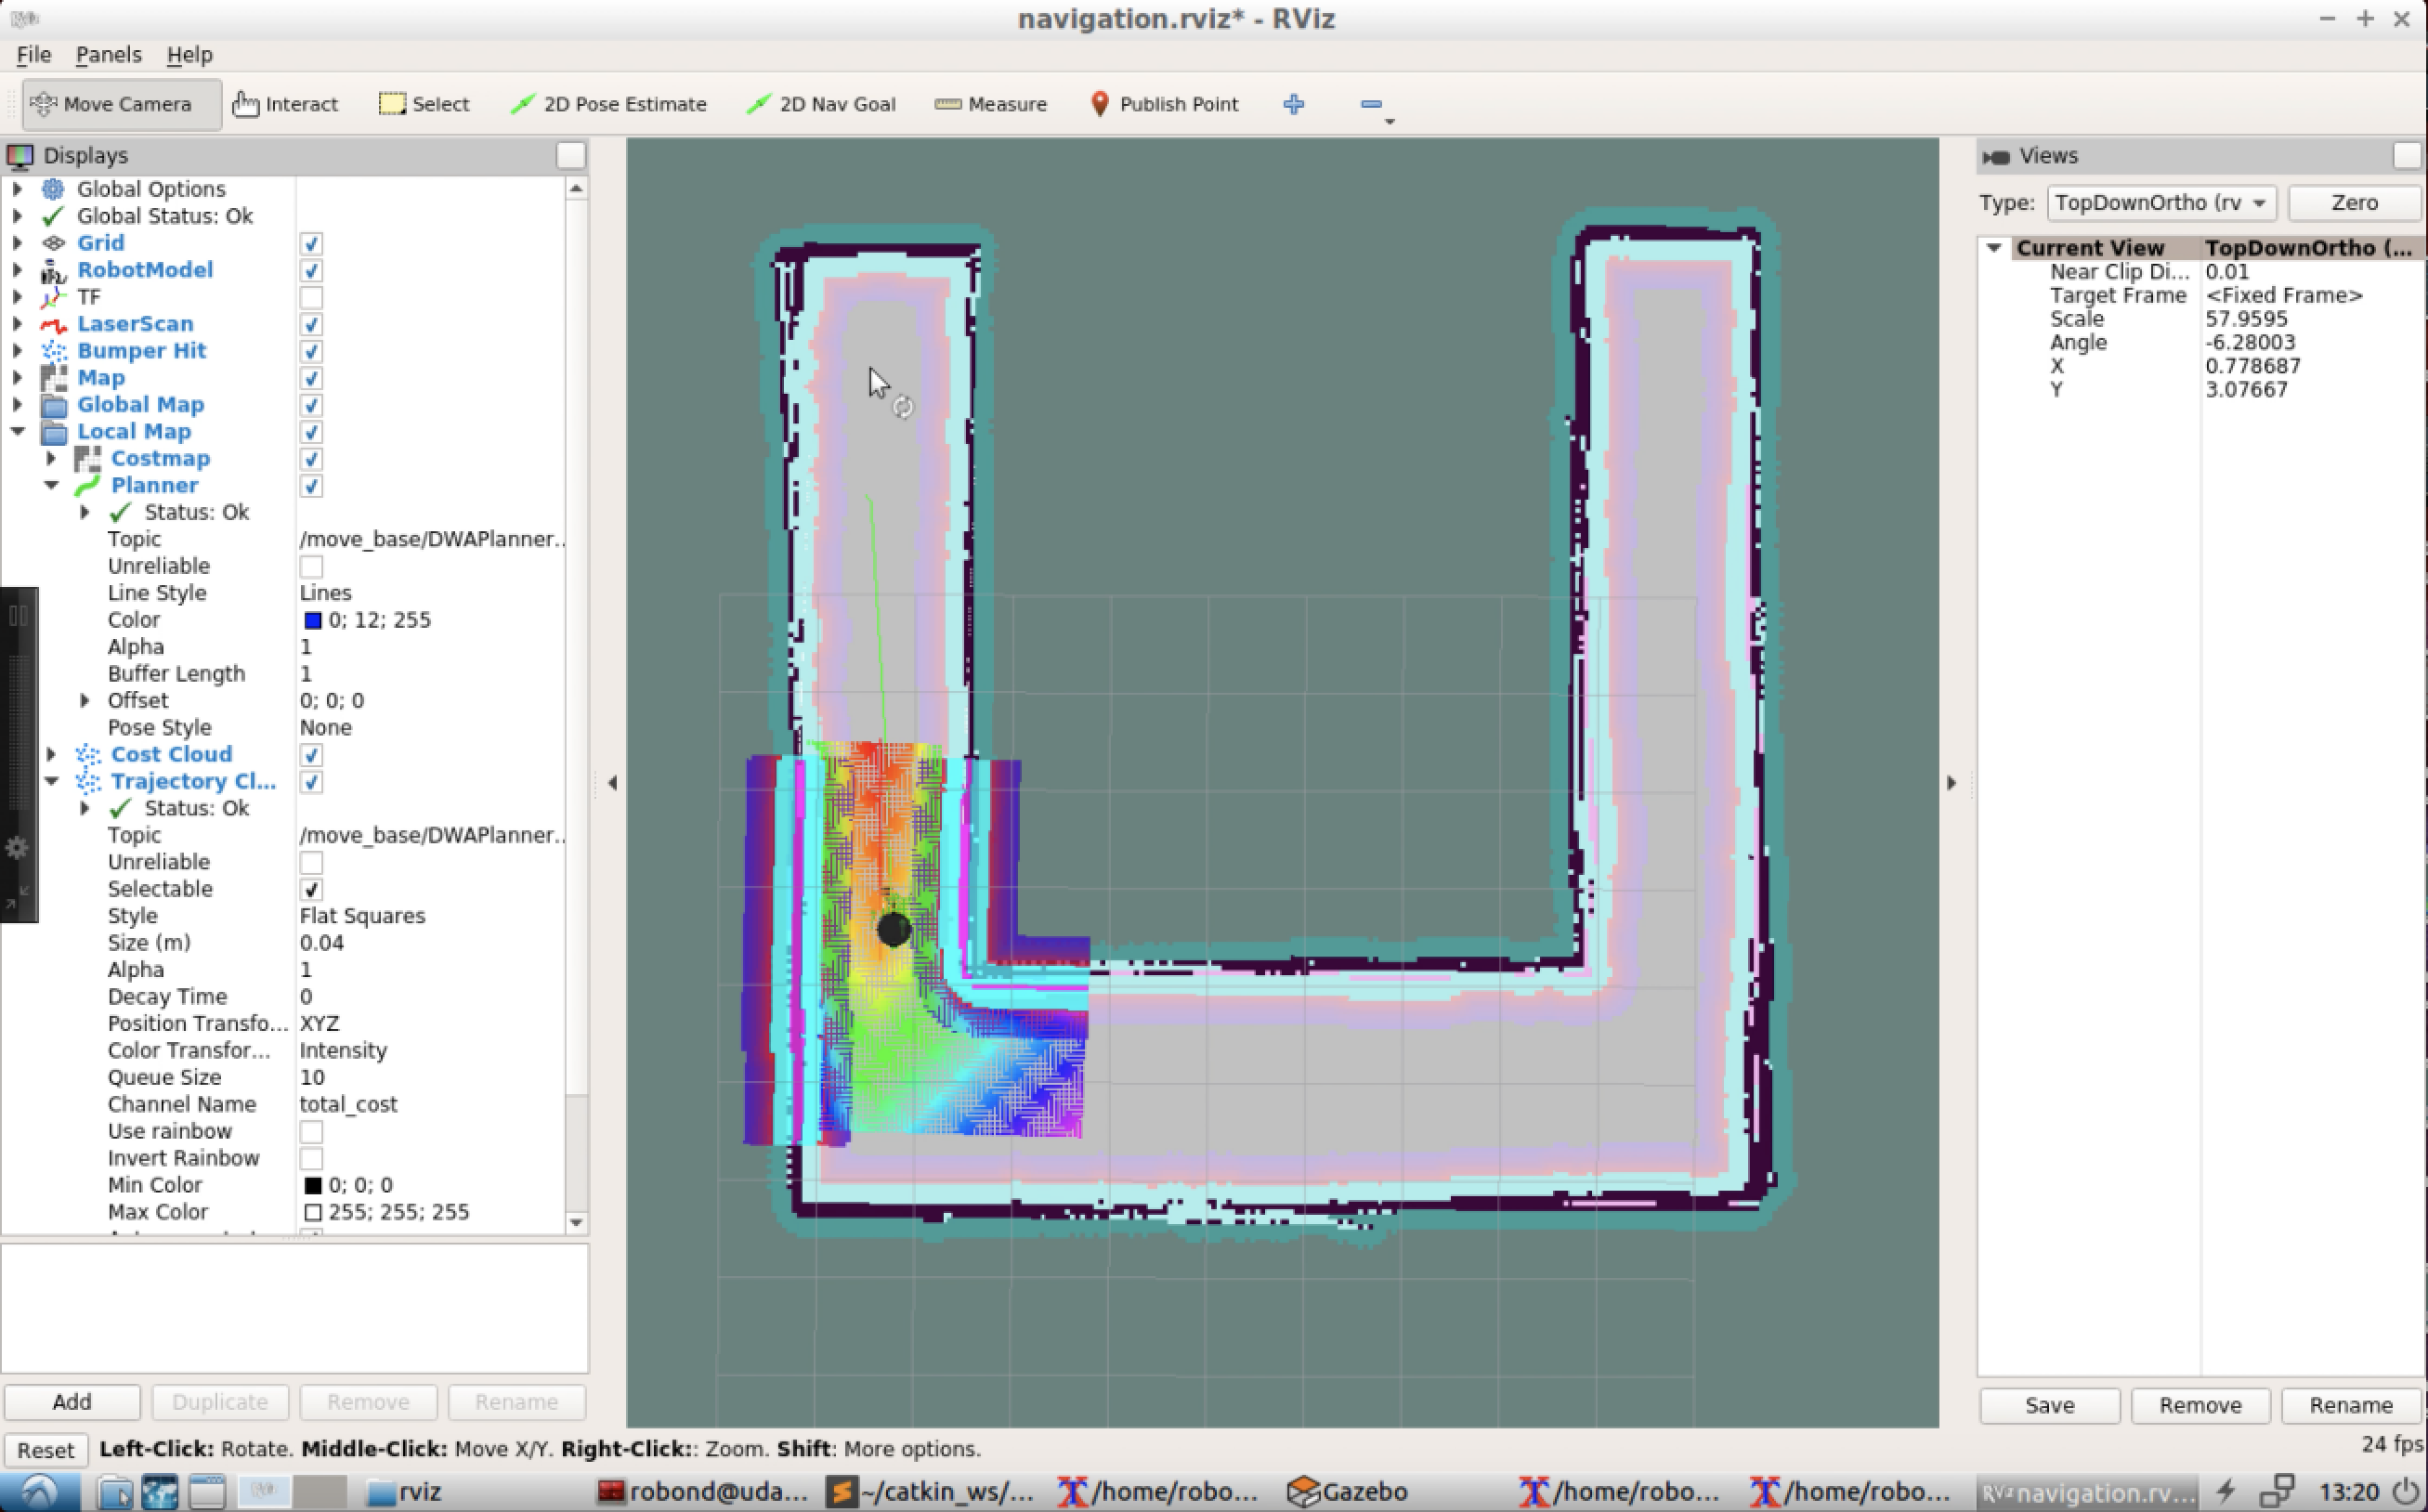 navigation.rviz* - RViz
File Panels Help
Move Camera Interact Select 2D Pose Estimate 2D Nav Goal Measure Publish Point
Displays
Global Options
Global Status: Ok
Grid
RobotModel
TF
LaserScan
Bumper Hit
Map
Global Map
Local Map
Costmap
Planner
Status: Ok
Topic /move_base/DWAPlanner...
Unreliable
Line Style Lines
Color 0; 12; 255
Alpha 1
Buffer Length 1
Offset 0; 0; 0
Pose Style None
Cost Cloud
Trajectory Cl...
Status: Ok
Topic /move_base/DWAPlanner...
Unreliable
Selectable
Style Flat Squares
Size (m) 0.04
Alpha 1
Decay Time 0
Position Transfo... XYZ
Color Transfor... Intensity
Queue Size 10
Channel Name total_cost
Use rainbow
Invert Rainbow
Min Color 0; 0; 0
Max Color 255; 255; 255
Add Duplicate Remove Rename
Views
Type: TopDownOrtho (rv Zero
Current View TopDownOrtho (...
Near Clip Di... 0.01
Target Frame <Fixed Frame>
Scale 57.9595
Angle -6.28003
X 0.778687
Y 3.07667
Save Remove Rename
Reset Left-Click: Rotate. Middle-Click: Move X/Y. Right-Click:: Zoom. Shift: More options.
24 fps
rviz robond@uda... ~/catkin_ws/... /home/robo... Gazebo /home/robo... /home/robo... navigation.rv... 13:20